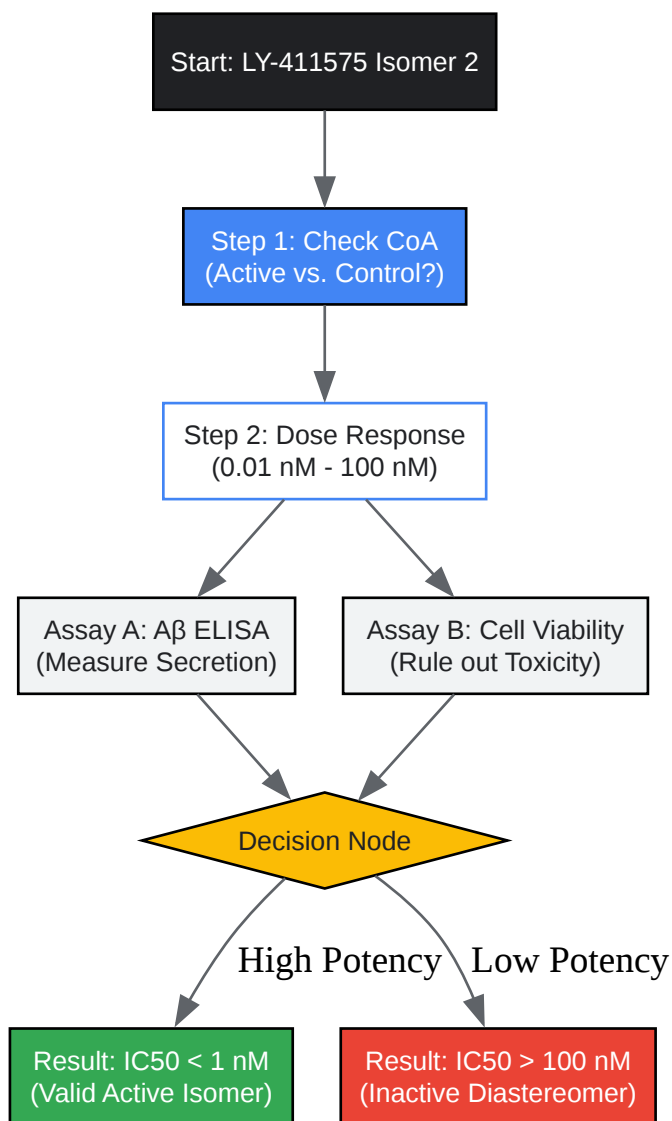 Start: LY-411575 Isomer 2
Step 1: Check CoA
(Active vs. Control?)
Step 2: Dose Response
(0.01 nM - 100 nM)
Assay A: Aβ ELISA
(Measure Secretion)
Assay B: Cell Viability
(Rule out Toxicity)
Decision Node
High Potency
Low Potency
Result: IC50 < 1 nM
(Valid Active Isomer)
Result: IC50 > 100 nM
(Inactive Diastereomer)